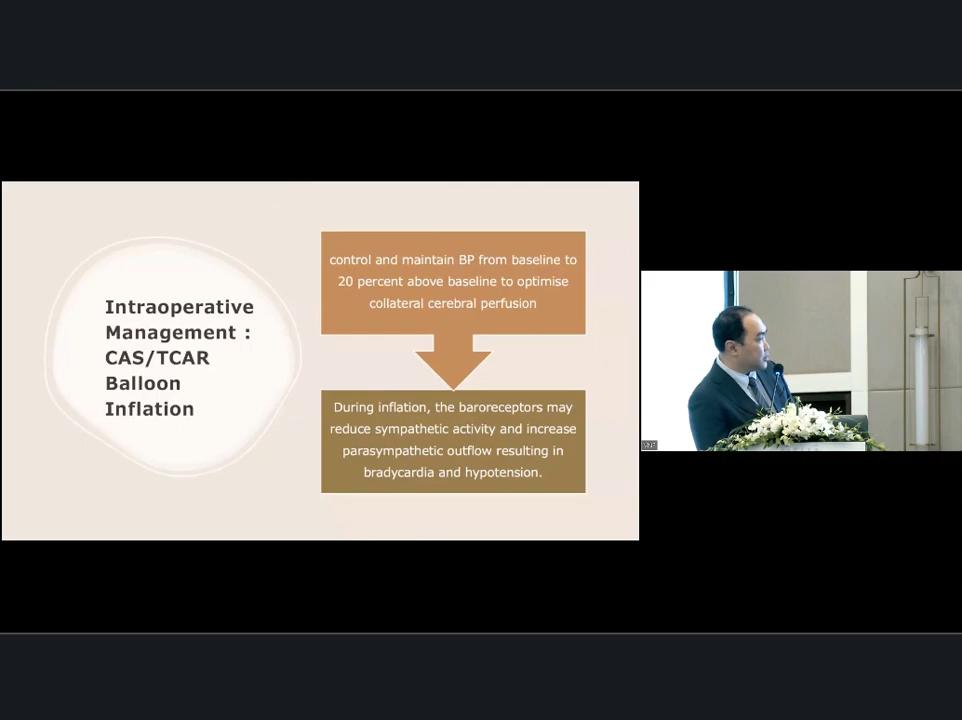 Intraoperative
Management :
CAS/TCAR
Balloon
Inflation
control and maintain BP from baseline to
20 percent above baseline to optimise
collateral cerebral perfusion
During inflation, the baroreceptors may
reduce sympathetic activity and increase
parasympathetic outflow resulting in
bradycardia and hypotension.